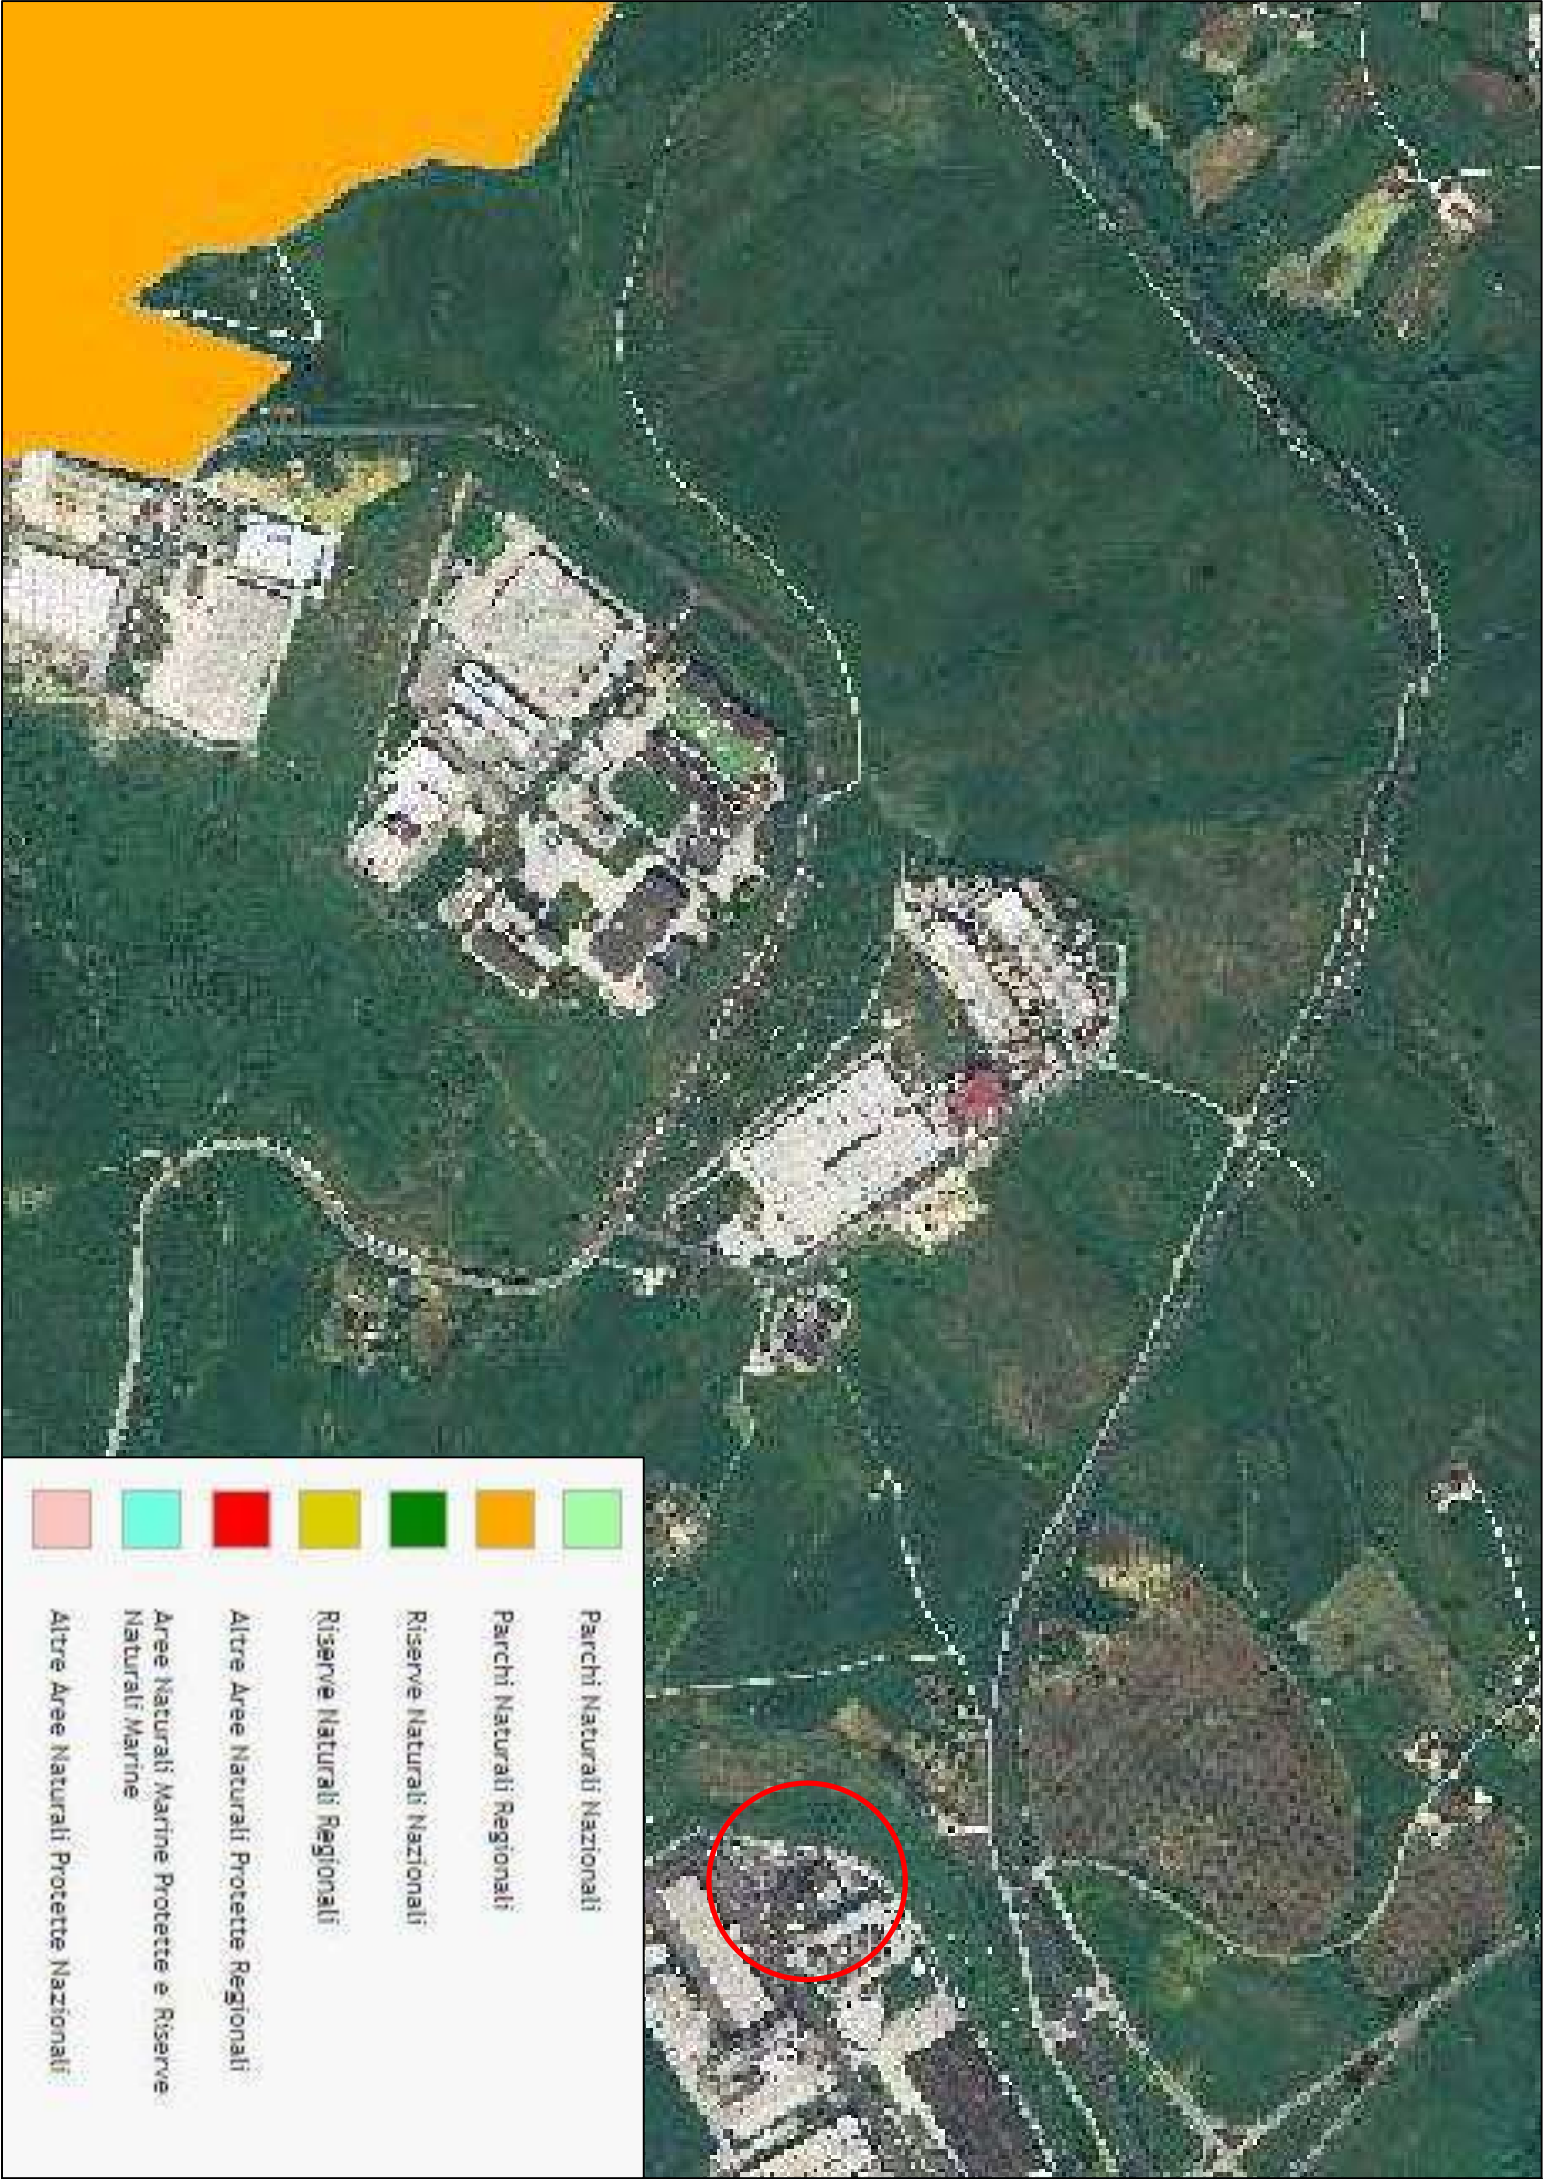 Parchi Naturali Nazionali
Parchi Naturali Regionali
Riserve Naturali Nazionali
Riserve Naturali Regionali
Altre Aree Naturali Protette Regionali
Aree Naturali Marine Protette e Riserve
Naturali Marine
Altre Aree Naturali Protette Nazionali